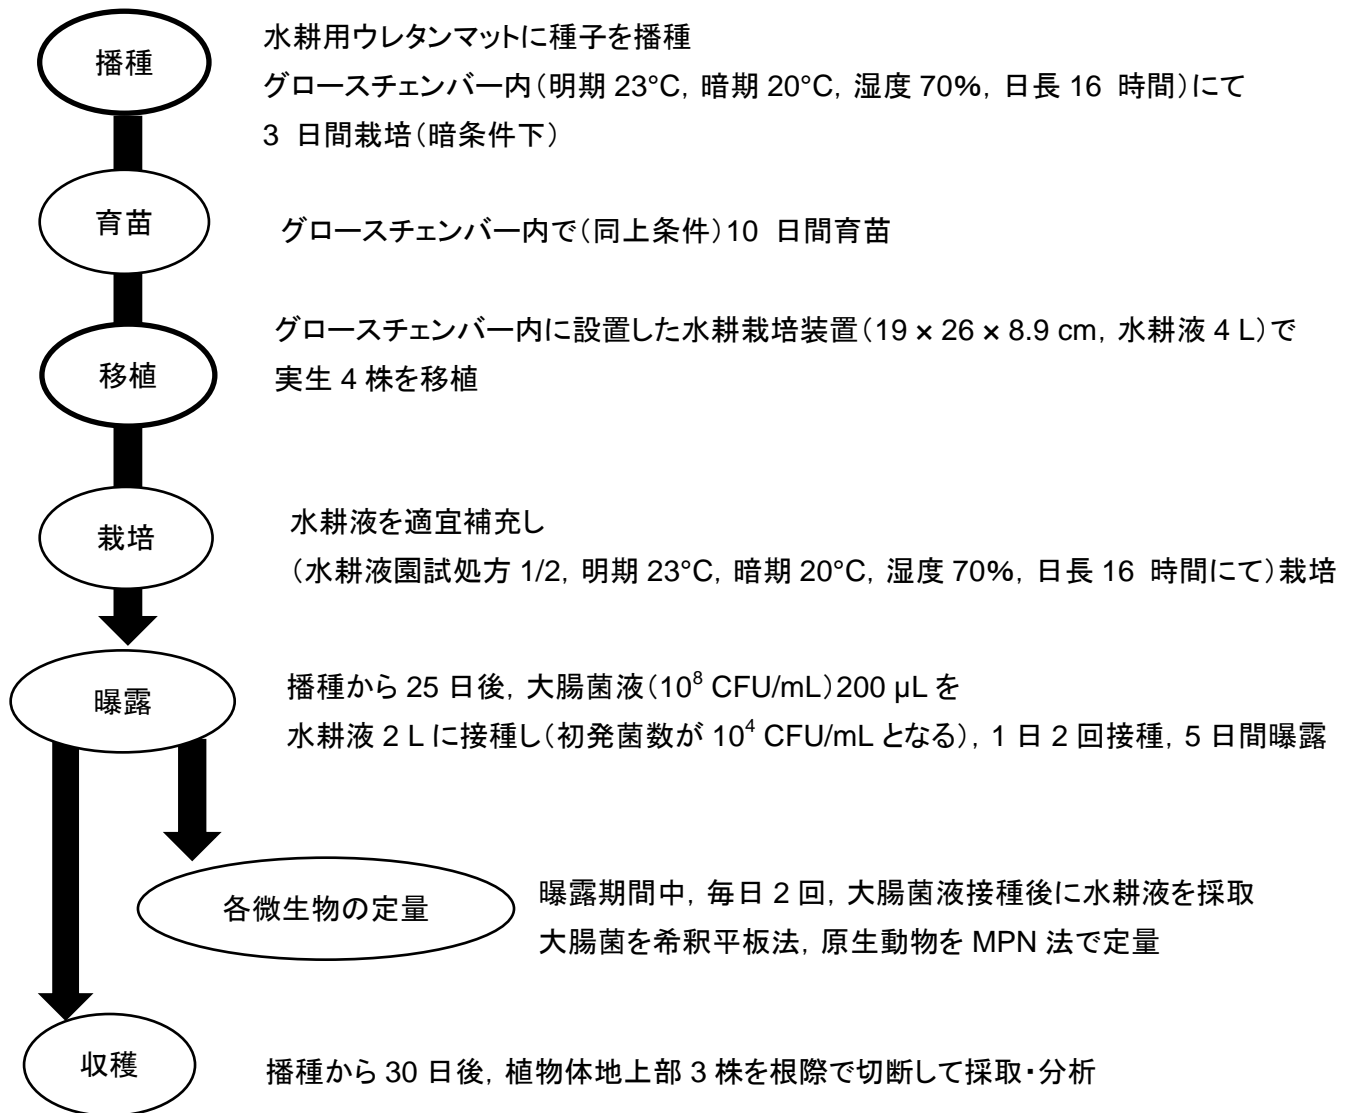 播種
水耕用ウレタンマットに種子を播種
グロースチェンバー内（明期 23°C, 暗期 20°C, 湿度 70%, 日長 16 時間）にて
3 日間栽培（暗条件下）
育苗
グロースチェンバー内で（同上条件）10 日間育苗
移植
グロースチェンバー内に設置した水耕栽培装置（19 × 26 × 8.9 cm, 水耕液 4 L）で
実生 4 株を移植
栽培
水耕液を適宜補充し
（水耕液園試処方 1/2, 明期 23°C, 暗期 20°C, 湿度 70%, 日長 16 時間にて）栽培
曝露
播種から 25 日後, 大腸菌液（10⁸ CFU/mL）200 µL を
水耕液 2 L に接種し（初発菌数が 10⁴ CFU/mL となる）, 1 日 2 回接種, 5 日間曝露
各微生物の定量
曝露期間中, 毎日 2 回, 大腸菌液接種後に水耕液を採取
大腸菌を希釈平板法, 原生動物を MPN 法で定量
収穫
播種から 30 日後, 植物体地上部 3 株を根際で切断して採取・分析